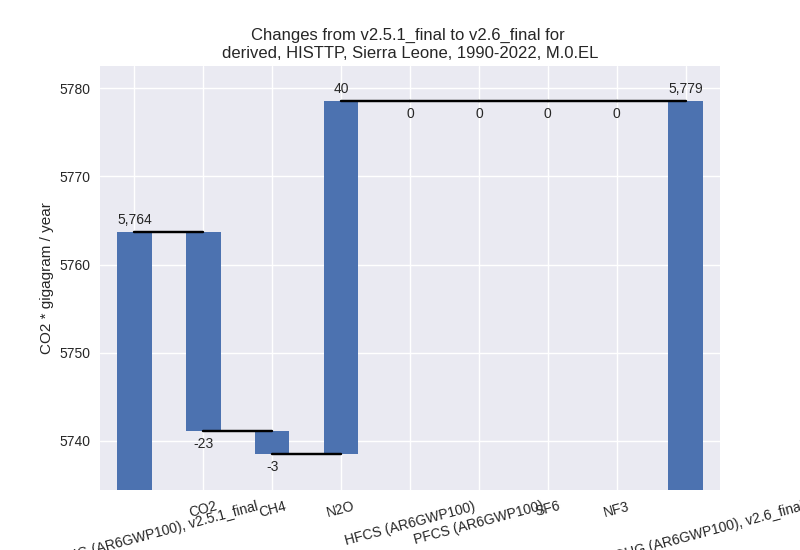 Changes from v2.5.1_final to v2.6_final for
derived, HISTTP, Sierra Leone, 1990-2022, M.0.EL
CO2 * gigagram / year
5780
5770
5760
5750
5740
5,764
-23
-3
40
0
0
0
0
5,779
(AR6GWP100), v2.5.1_final
CO2
CH4
N2O
HFCS (AR6GWP100)
PFCS (AR6GWP100)
SF6
NF3
(AR6GWP100), v2.6_final